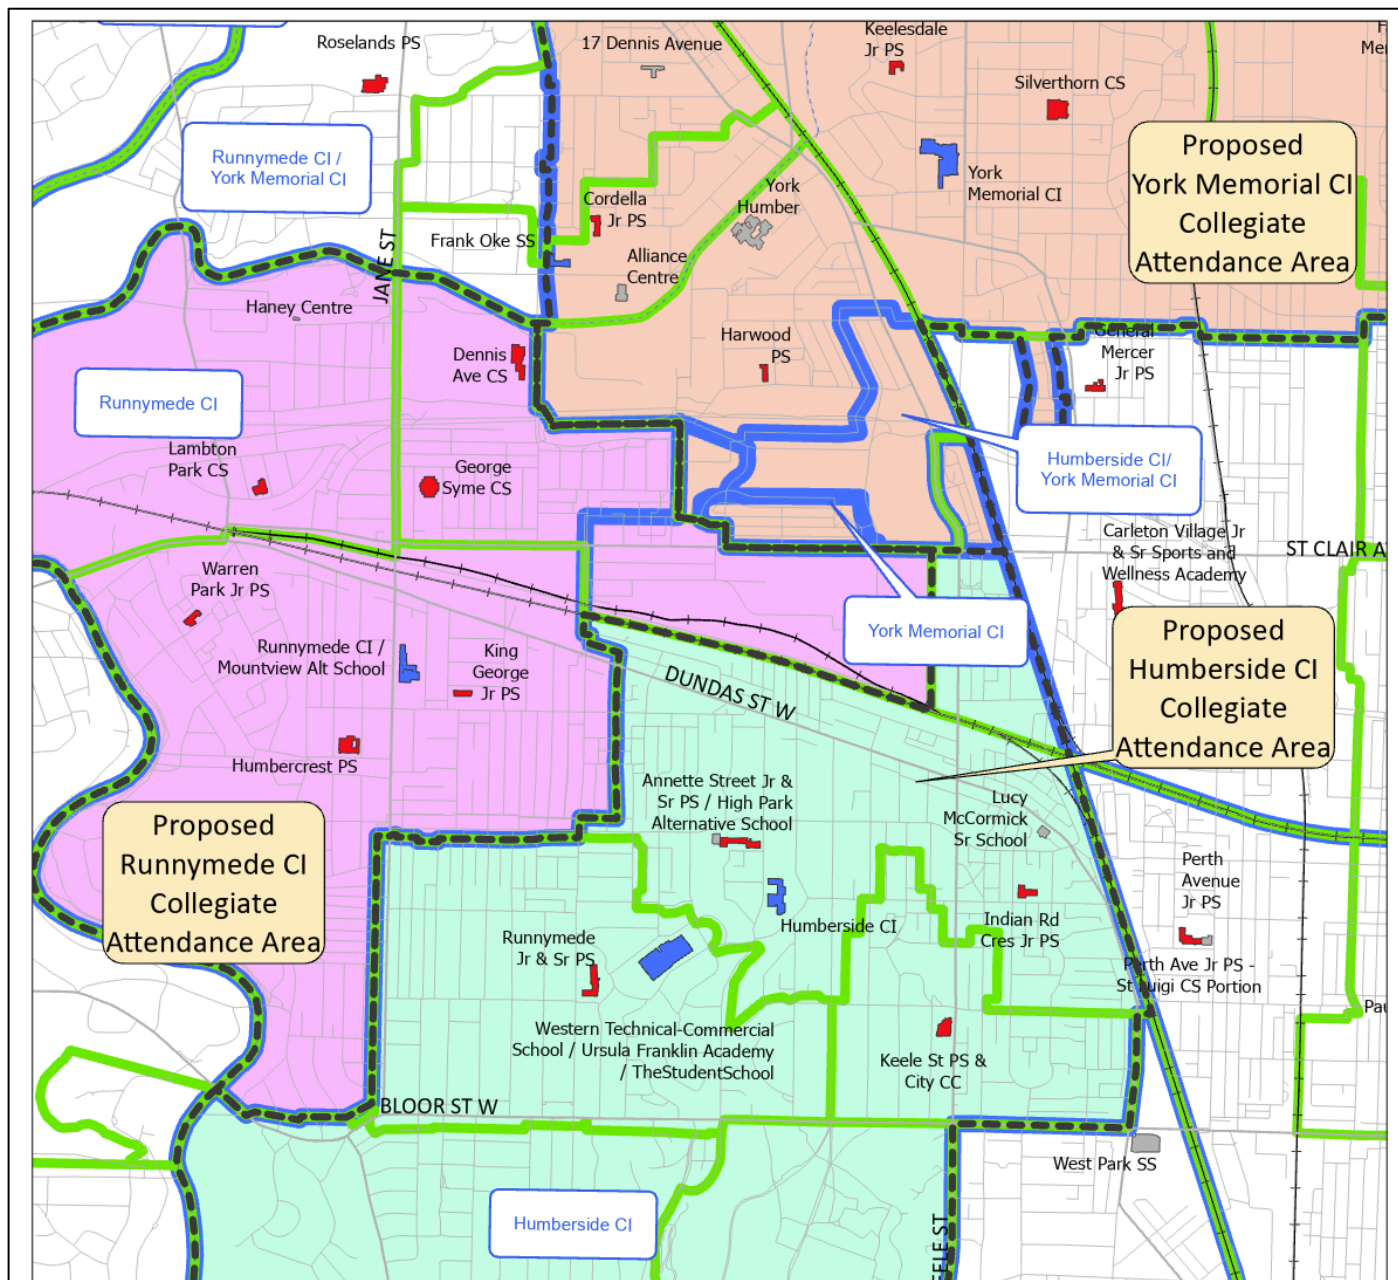 Roselands PS
17 Dennis Avenue
Keelesdale
Jr PS
Silverthorn CS
Runnymede CI /
York Memorial CI
Proposed
York Memorial CI
Collegiate
Attendance Area
York
Memorial CI
York
Humber
Cordella
Jr PS
Frank Oke SS
Alliance
Centre
JANE ST
Haney Centre
Harwood
PS
General
Mercer
Jr PS
Dennis
Ave CS
Runnymede CI
Lambton
Park CS
George
Syme CS
Humberside CI/
York Memorial CI
Carleton Village Jr
& Sr Sports and
Wellness Academy
ST CLAIR A
Warren
Park Jr PS
York Memorial CI
Proposed
Humberside CI
Collegiate
Attendance Area
Runnymede CI /
Mountview Alt School
King
George
Jr PS
DUNDAS ST W
Humbercrest PS
Annette Street Jr &
Sr PS / High Park
Alternative School
Lucy
McCormick
Sr School
Proposed
Runnymede CI
Collegiate
Attendance Area
Perth
Avenue
Jr PS
Humberside CI
Indian Rd
Cres Jr PS
Runnymede
Jr & Sr PS
Perth Ave Jr PS -
St Luigi CS Portion
Western Technical-Commercial
School / Ursula Franklin Academy
/ TheStudentSchool
Keele St PS &
City CC
BLOOR ST W
West Park SS
Humberside CI